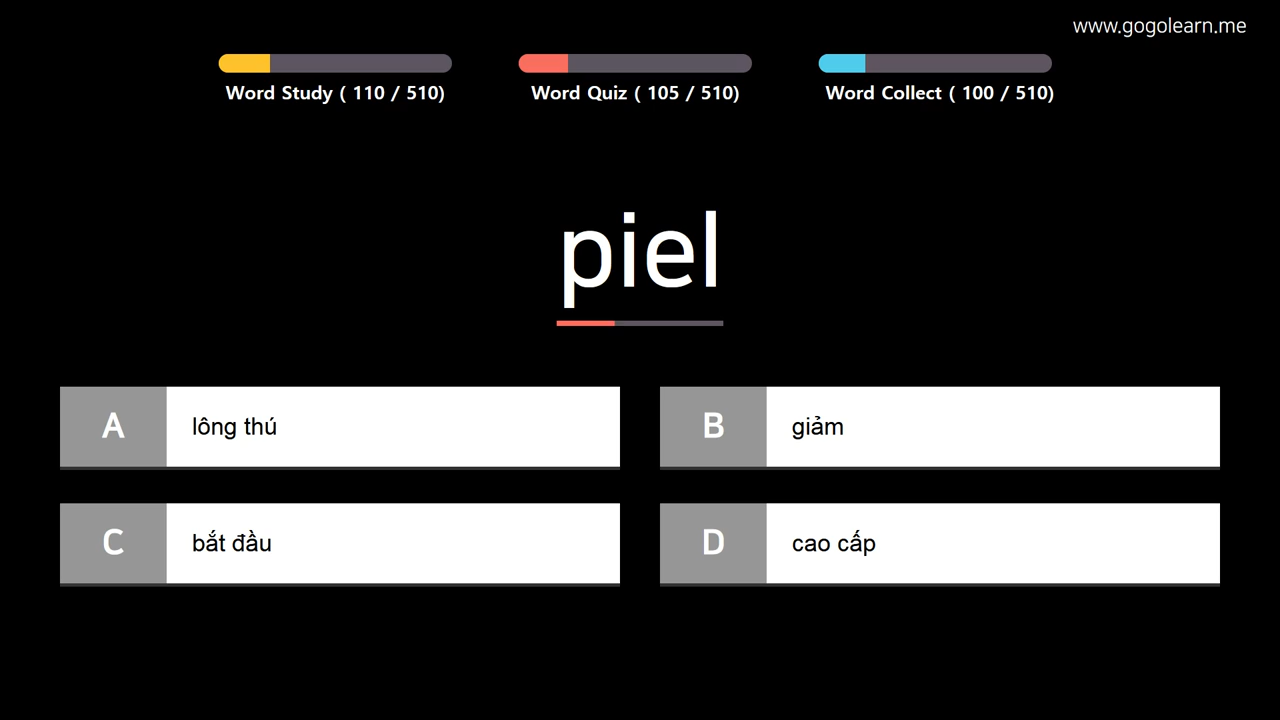 www.gogolearn.me
Word Study ( 110 / 510)
Word Quiz ( 105 / 510)
Word Collect ( 100 / 510)
piel
A lông thú
B giảm
C bắt đầu
D cao cấp